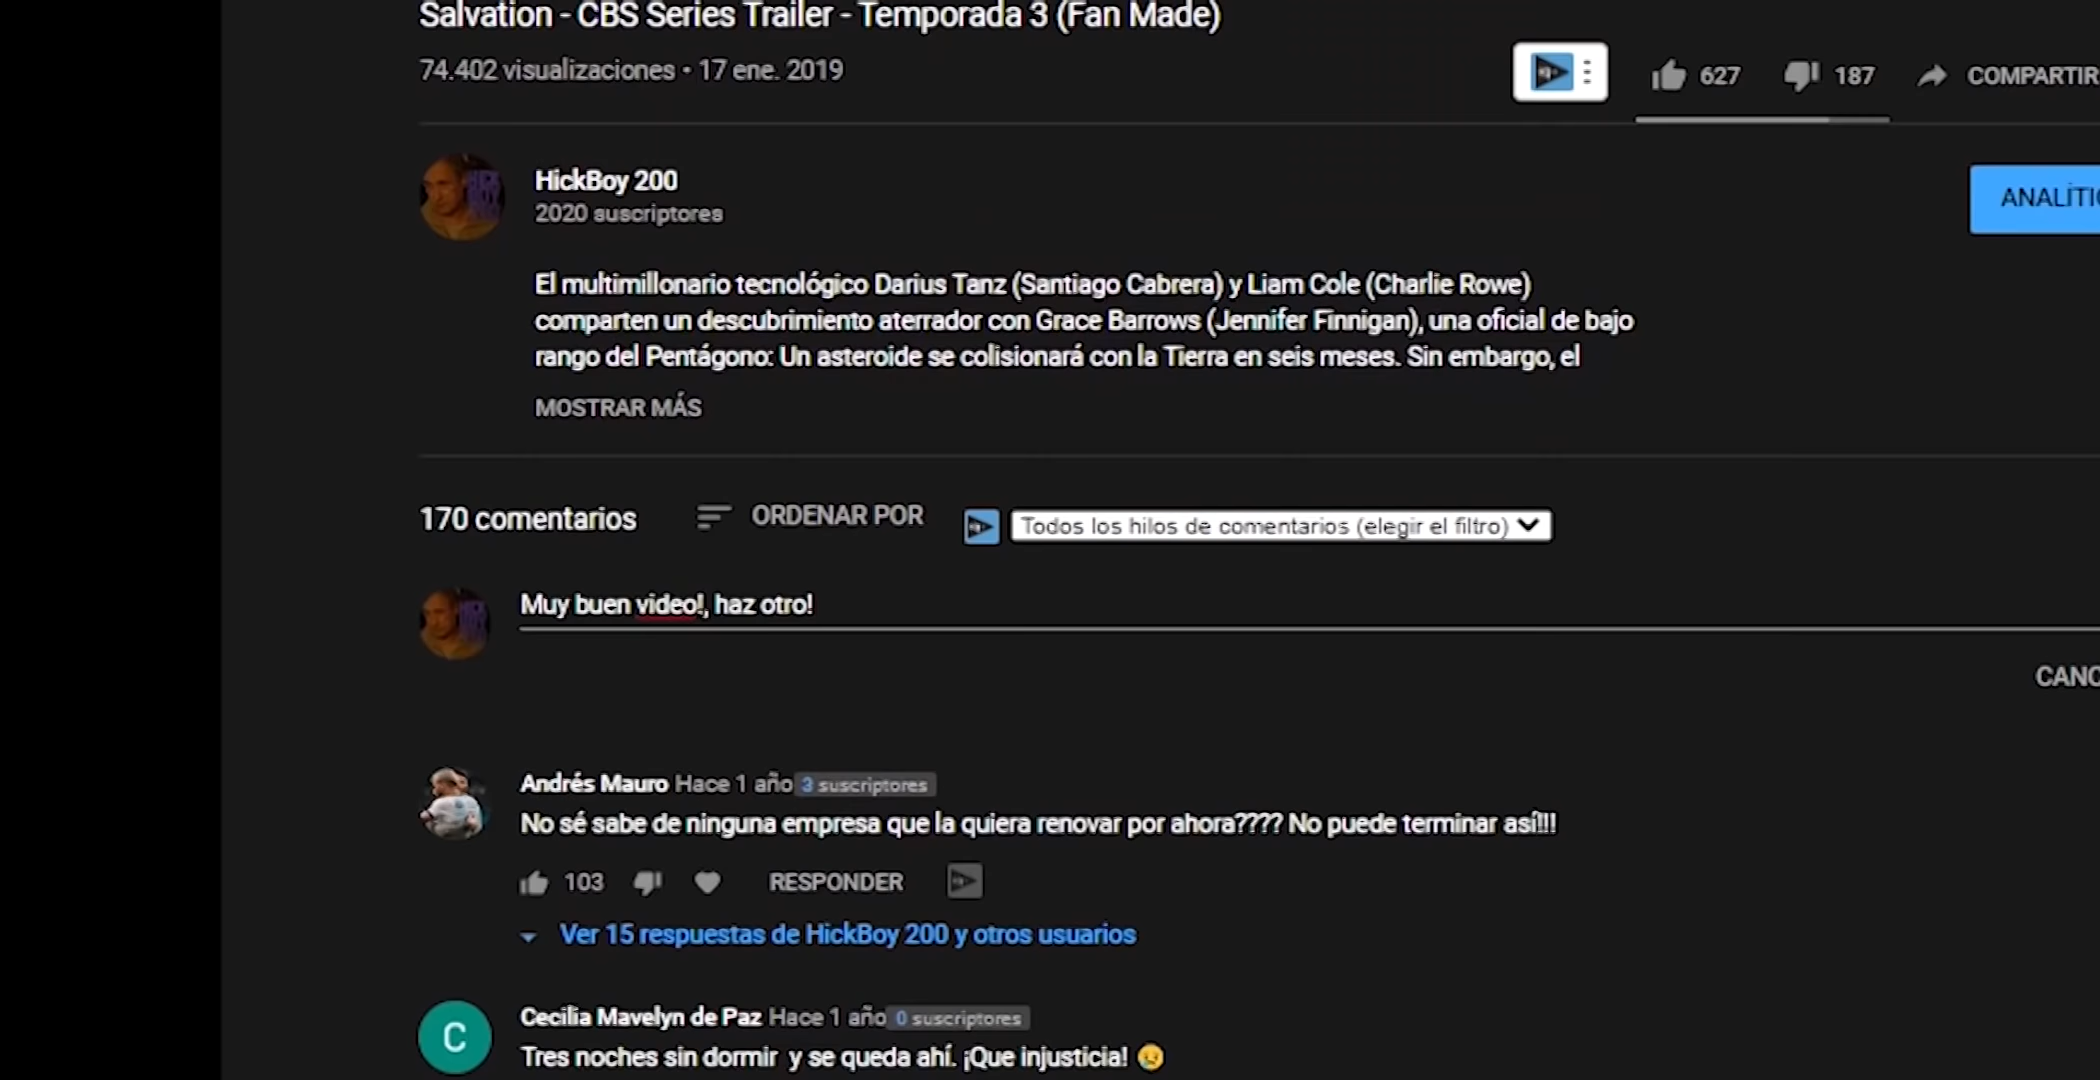 Salvation - CBS Series Trailer - Temporada 3 (Fan Made)
74.402 visualizaciones • 17 ene. 2019
627
187
COMPARTIR
HickBoy 200
2020 suscriptores
ANALÍTI
El multimillonario tecnológico Darius Tanz (Santiago Cabrera) y Liam Cole (Charlie Rowe)
comparten un descubrimiento aterrador con Grace Barrows (Jennifer Finnigan), una oficial de bajo
rango del Pentágono: Un asteroide se colisionará con la Tierra en seis meses. Sin embargo, el
MOSTRAR MÁS
170 comentarios
ORDENAR POR
Todos los hilos de comentarios (elegir el filtro)
Muy buen video!, haz otro!
CANC
Andrés Mauro Hace 1 año 3 suscriptores
No sé sabe de ninguna empresa que la quiera renovar por ahora???? No puede terminar así!!!
103
RESPONDER
Ver 15 respuestas de HickBoy 200 y otros usuarios
C
Cecilia Mavelyn de Paz Hace 1 año 0 suscriptores
Tres noches sin dormir y se queda ahí. ¡Que injusticia! 😢